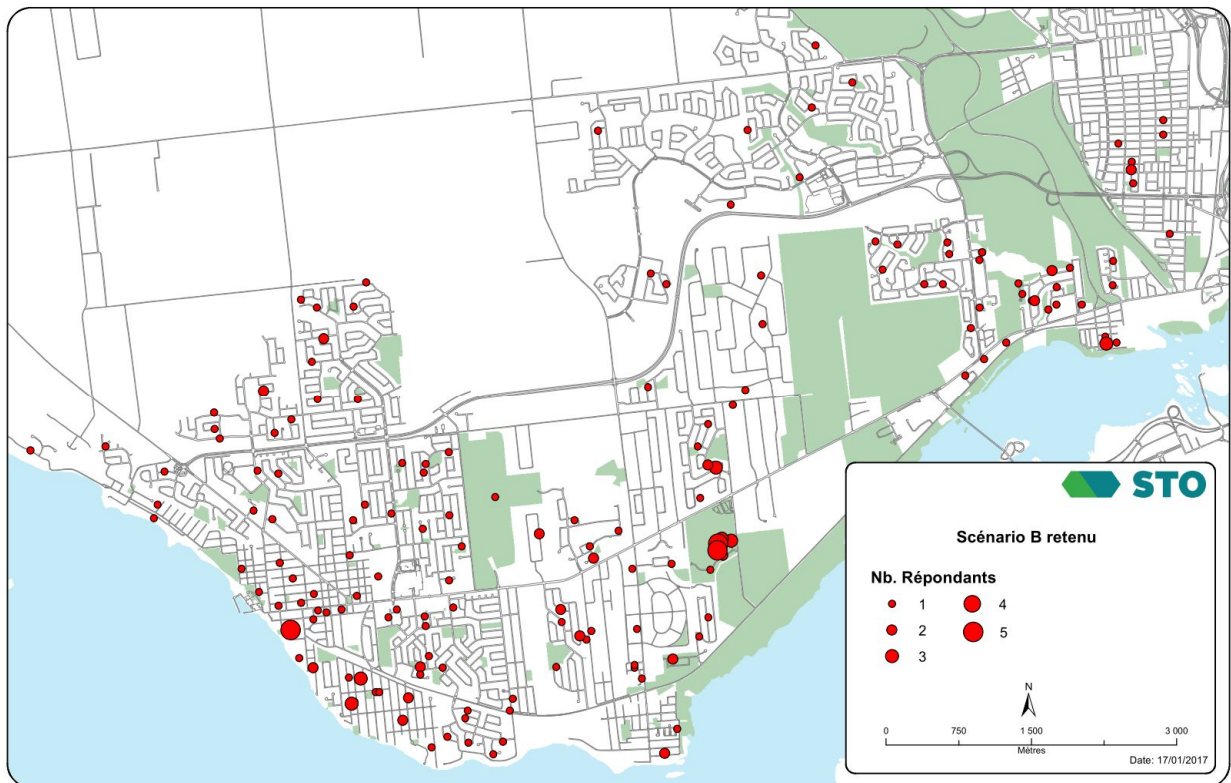 STO
Scénario B retenu
Nb. Répondants
1
2
3
4
5
N
0 750 1 500 3 000
Mètres
Date: 17/01/2017